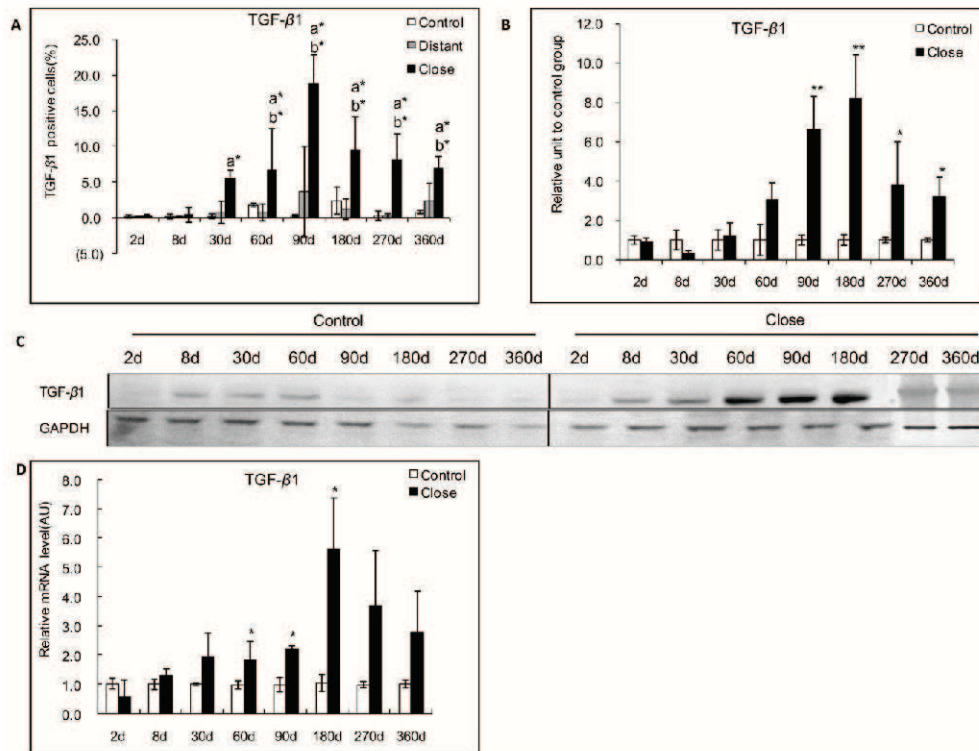 A
TGF-β1
Control
Distant
Close
TGF-β1 positive cells(%)
25.0
20.0
15.0
10.0
5.0
0.0
(5.0)
a*
a* b*
a* b*
a* b*
a* b*
a* b*
2d 8d 30d 60d 90d 180d 270d 360d
B
TGF-β1
Control
Close
Relative unit to control group
12.0
10.0
8.0
6.0
4.0
2.0
0.0
** ** * *
2d 8d 30d 60d 90d 180d 270d 360d
Control Close
C
2d 8d 30d 60d 90d 180d 270d 360d 2d 8d 30d 60d 90d 180d 270d 360d
TGF-β1
GAPDH
D
TGF-β1
Control
Close
Relative mRNA level(AU)
8.0
7.0
6.0
5.0
4.0
3.0
2.0
1.0
0.0
* * *
2d 8d 30d 60d 90d 180d 270d 360d